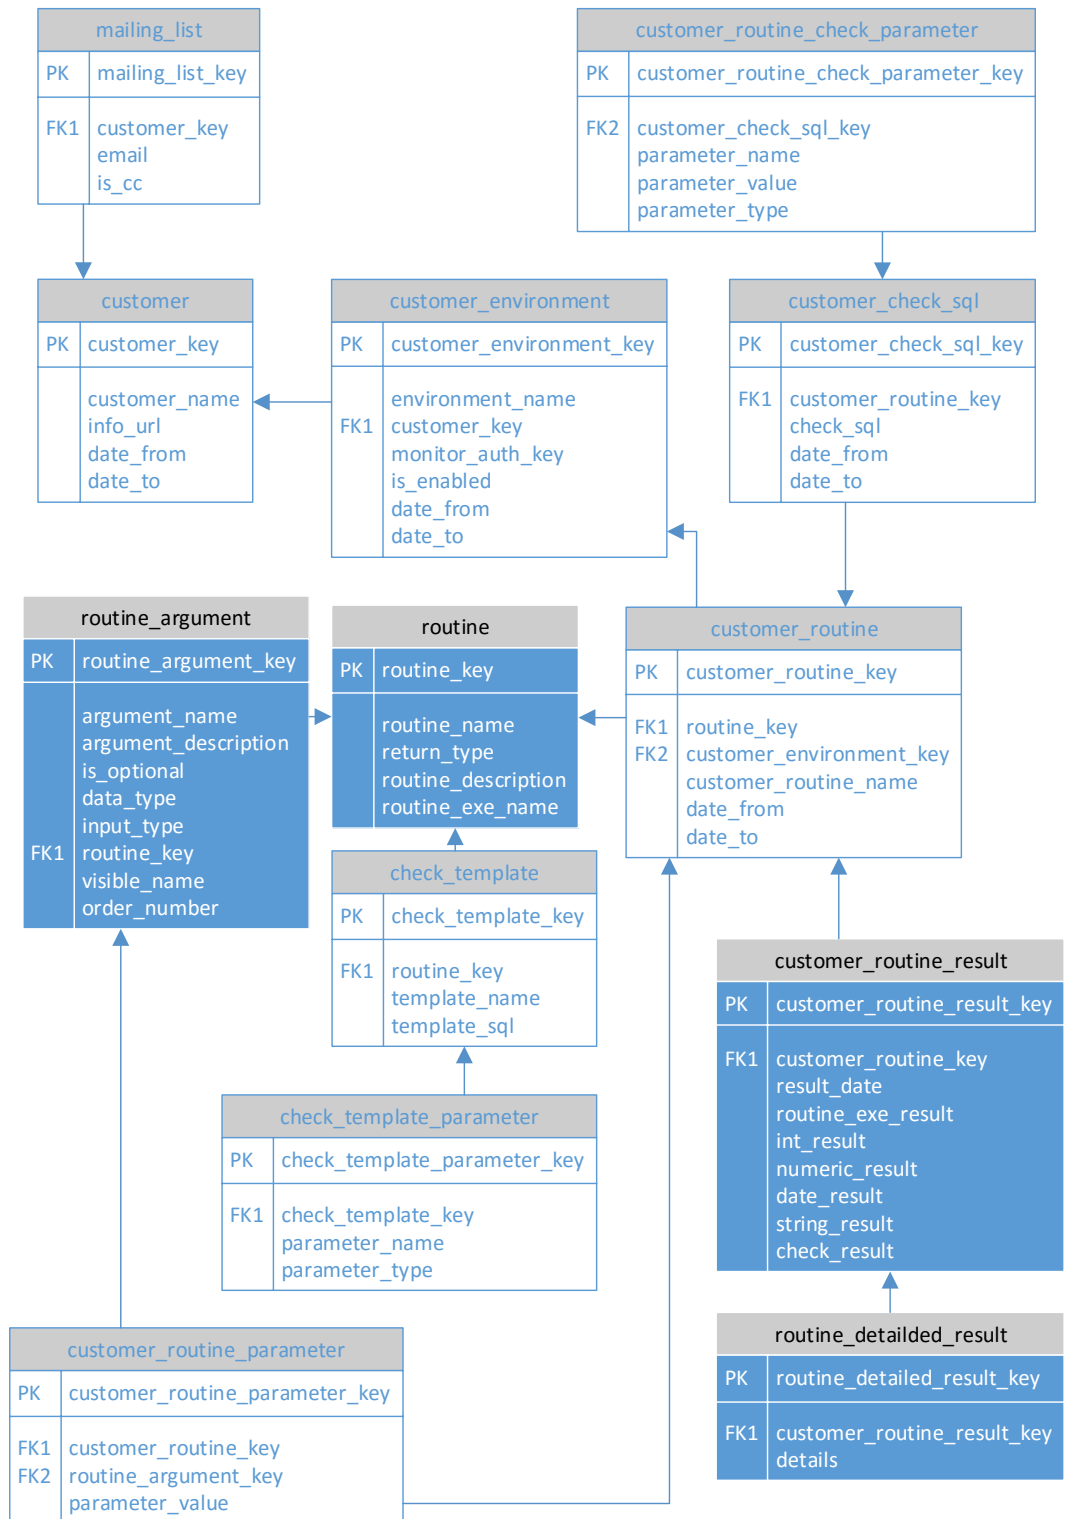 mailing_list
PK mailing_list_key
FK1 customer_key
email
is_cc
customer_routine_check_parameter
PK customer_routine_check_parameter_key
FK2 customer_check_sql_key
parameter_name
parameter_value
parameter_type
customer
PK customer_key
customer_name
info_url
date_from
date_to
customer_environment
PK customer_environment_key
environment_name
FK1 customer_key
monitor_auth_key
is_enabled
date_from
date_to
customer_check_sql
PK customer_check_sql_key
FK1 customer_routine_key
check_sql
date_from
date_to
routine_argument
PK routine_argument_key
argument_name
argument_description
is_optional
data_type
input_type
FK1 routine_key
visible_name
order_number
routine
PK routine_key
routine_name
return_type
routine_description
routine_exe_name
customer_routine
PK customer_routine_key
FK1 routine_key
FK2 customer_environment_key
customer_routine_name
date_from
date_to
check_template
PK check_template_key
FK1 routine_key
template_name
template_sql
customer_routine_result
PK customer_routine_result_key
FK1 customer_routine_key
result_date
routine_exe_result
int_result
numeric_result
date_result
string_result
check_result
check_template_parameter
PK check_template_parameter_key
FK1 check_template_key
parameter_name
parameter_type
routine_detailded_result
PK routine_detailed_result_key
FK1 customer_routine_result_key
details
customer_routine_parameter
PK customer_routine_parameter_key
FK1 customer_routine_key
FK2 routine_argument_key
parameter_value